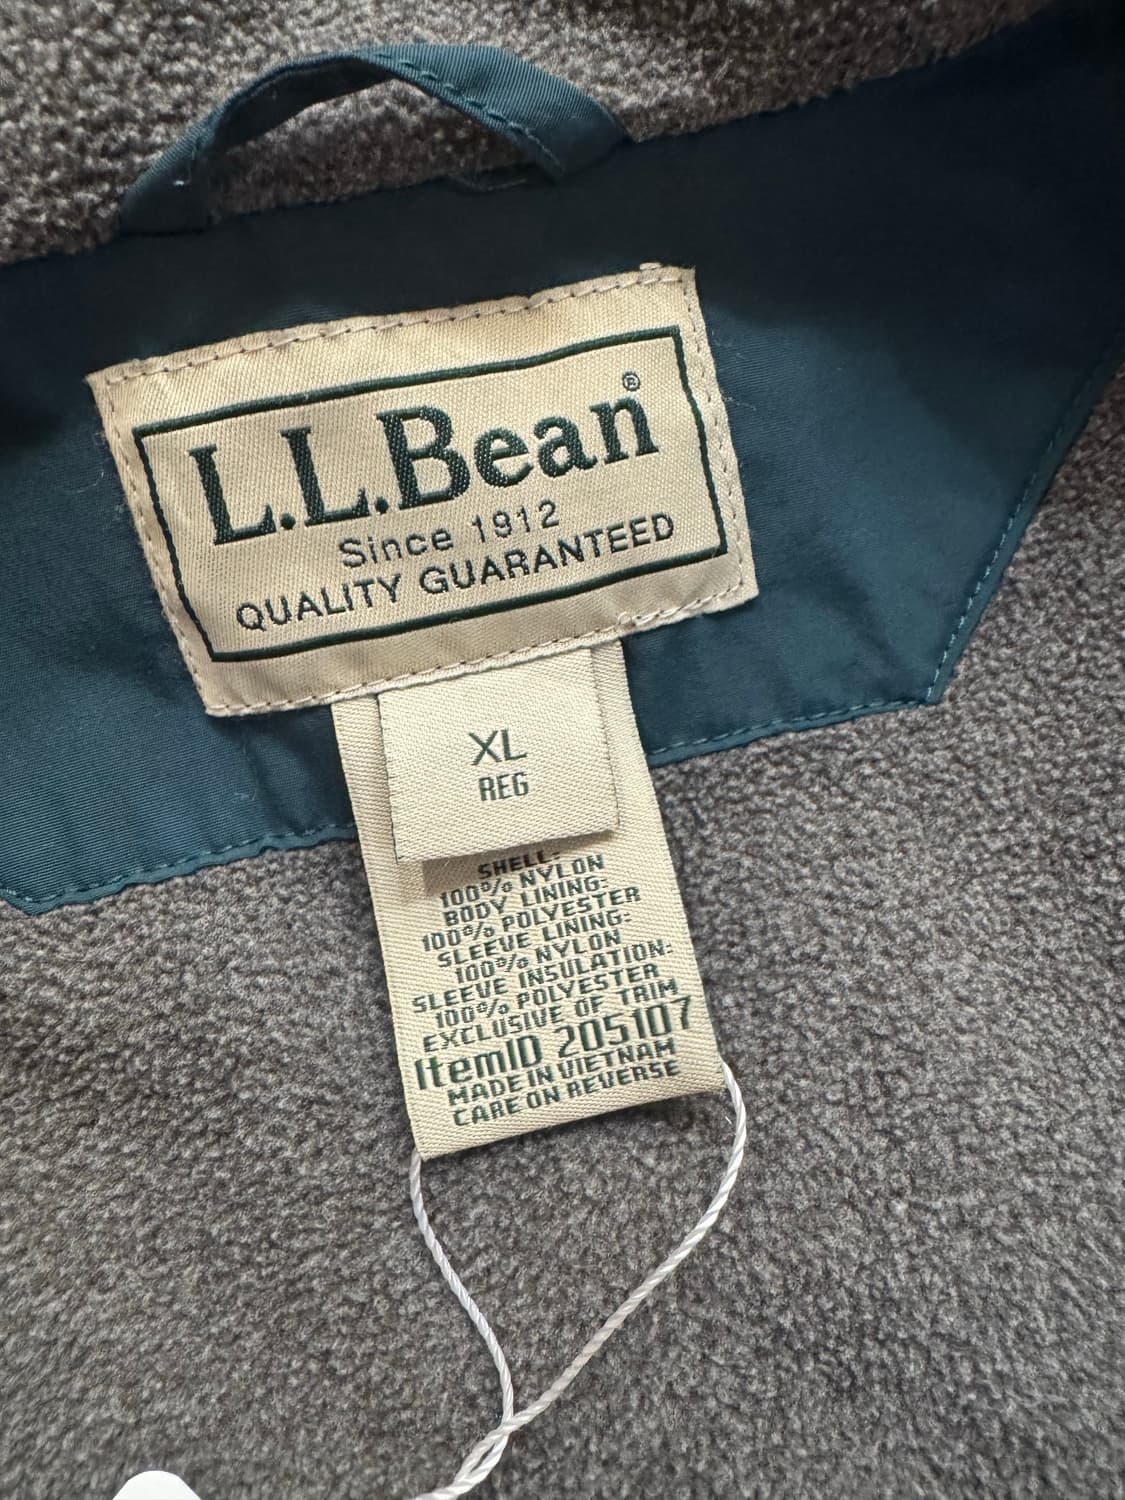 L.L.Bean®
Since 1912
QUALITY GUARANTEED
XL
REG
SHELL:
100% NYLON
BODY LINING:
100% POLYESTER
SLEEVE LINING:
100% NYLON
SLEEVE INSULATION:
100% POLYESTER
EXCLUSIVE OF TRIM
ItemID 205107
MADE IN VIETNAM
CARE ON REVERSE